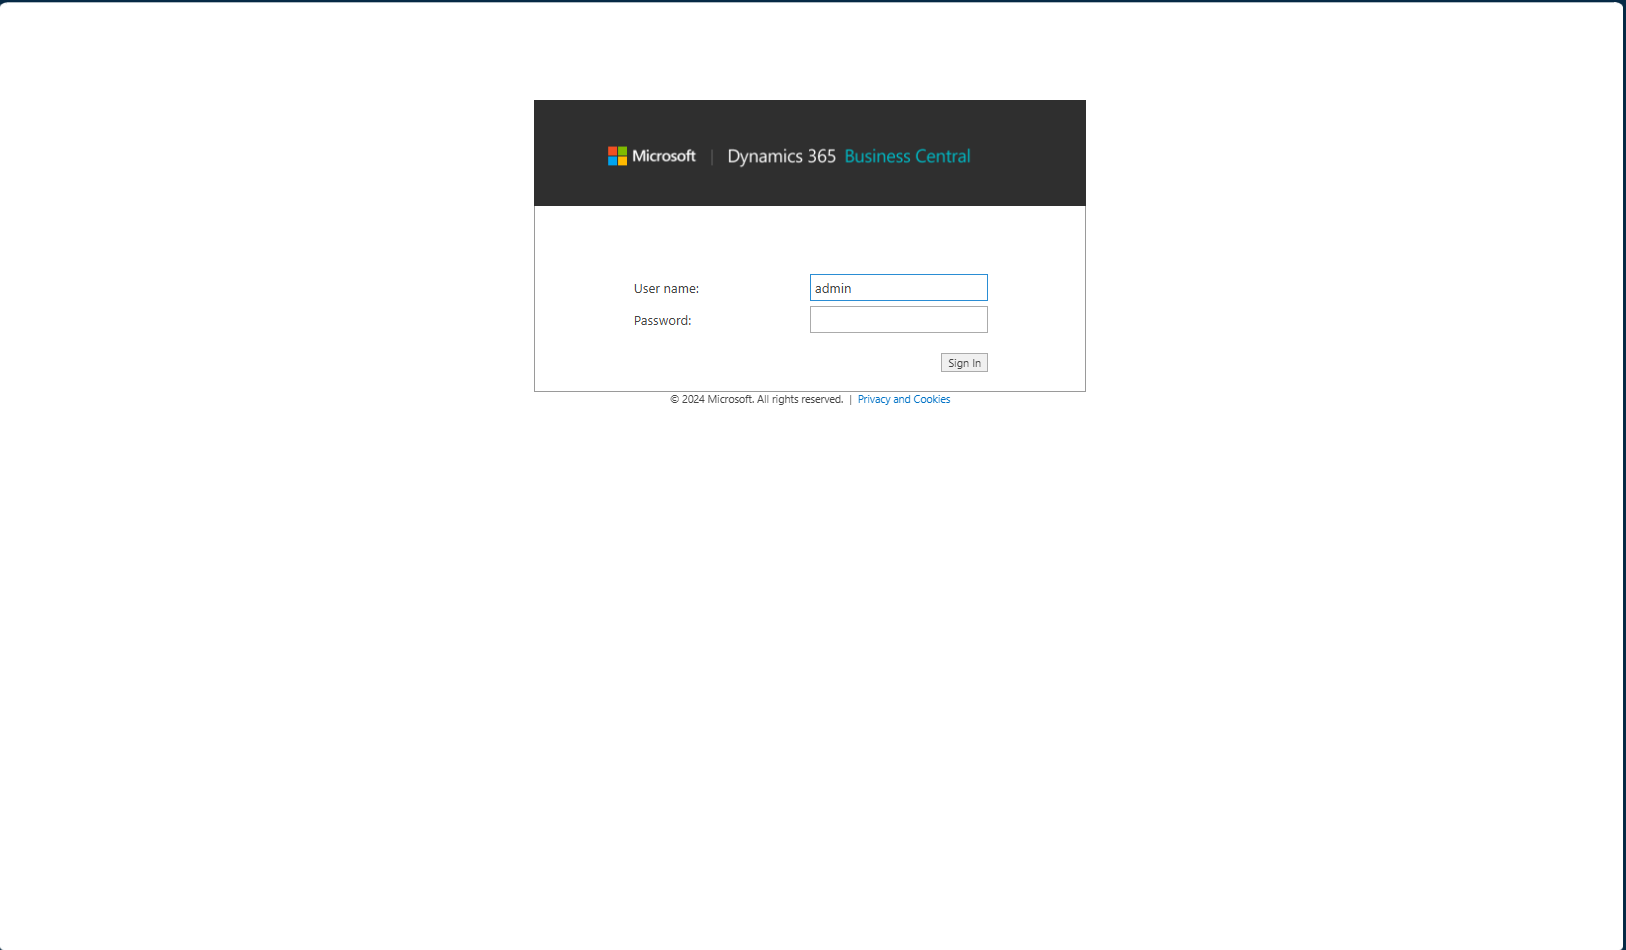 Microsoft | Dynamics 365 Business Central
User name: admin
Password:
Sign In
© 2024 Microsoft. All rights reserved. | Privacy and Cookies